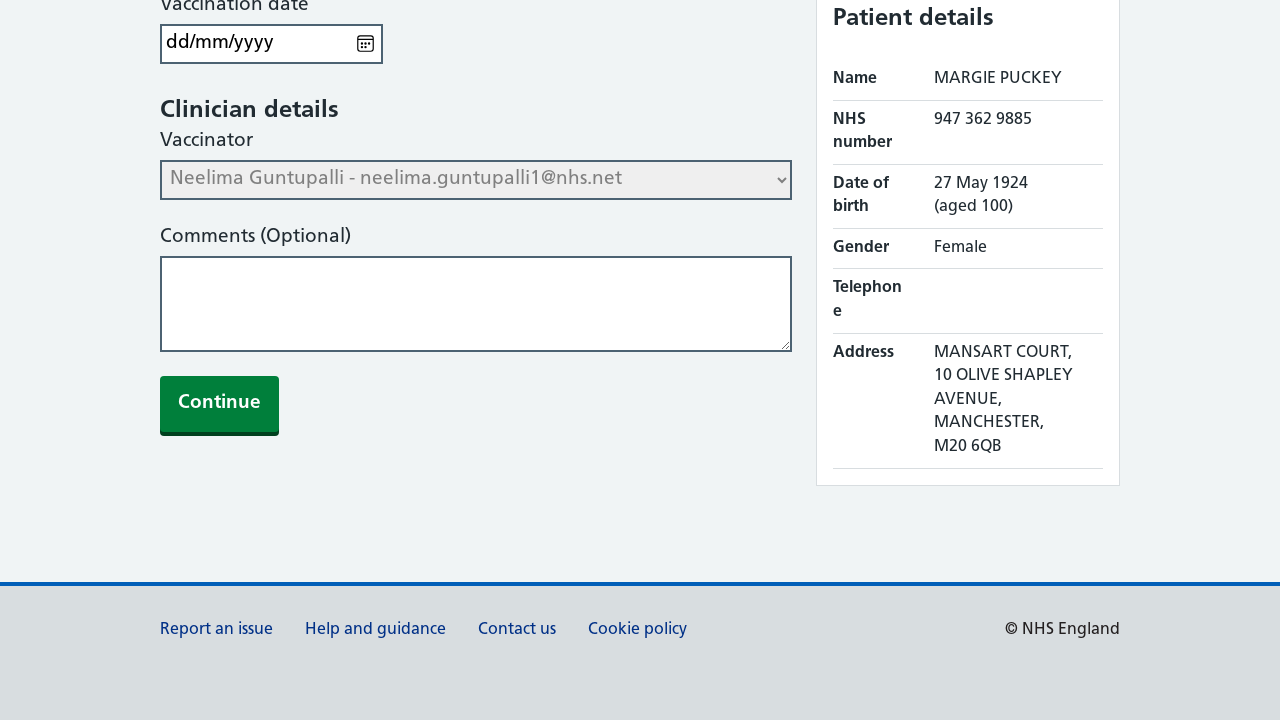 Vaccination date
dd/mm/yyyy
Clinician details
Vaccinator
Neelima Guntupalli - neelima.guntupalli1@nhs.net
Comments (Optional)
Continue
Patient details
Name MARGIE PUCKEY
NHS number 947 362 9885
Date of birth 27 May 1924 (aged 100)
Gender Female
Telephone
Address MANSART COURT,
10 OLIVE SHAPLEY
AVENUE,
MANCHESTER,
M20 6QB
Report an issue Help and guidance Contact us Cookie policy © NHS England